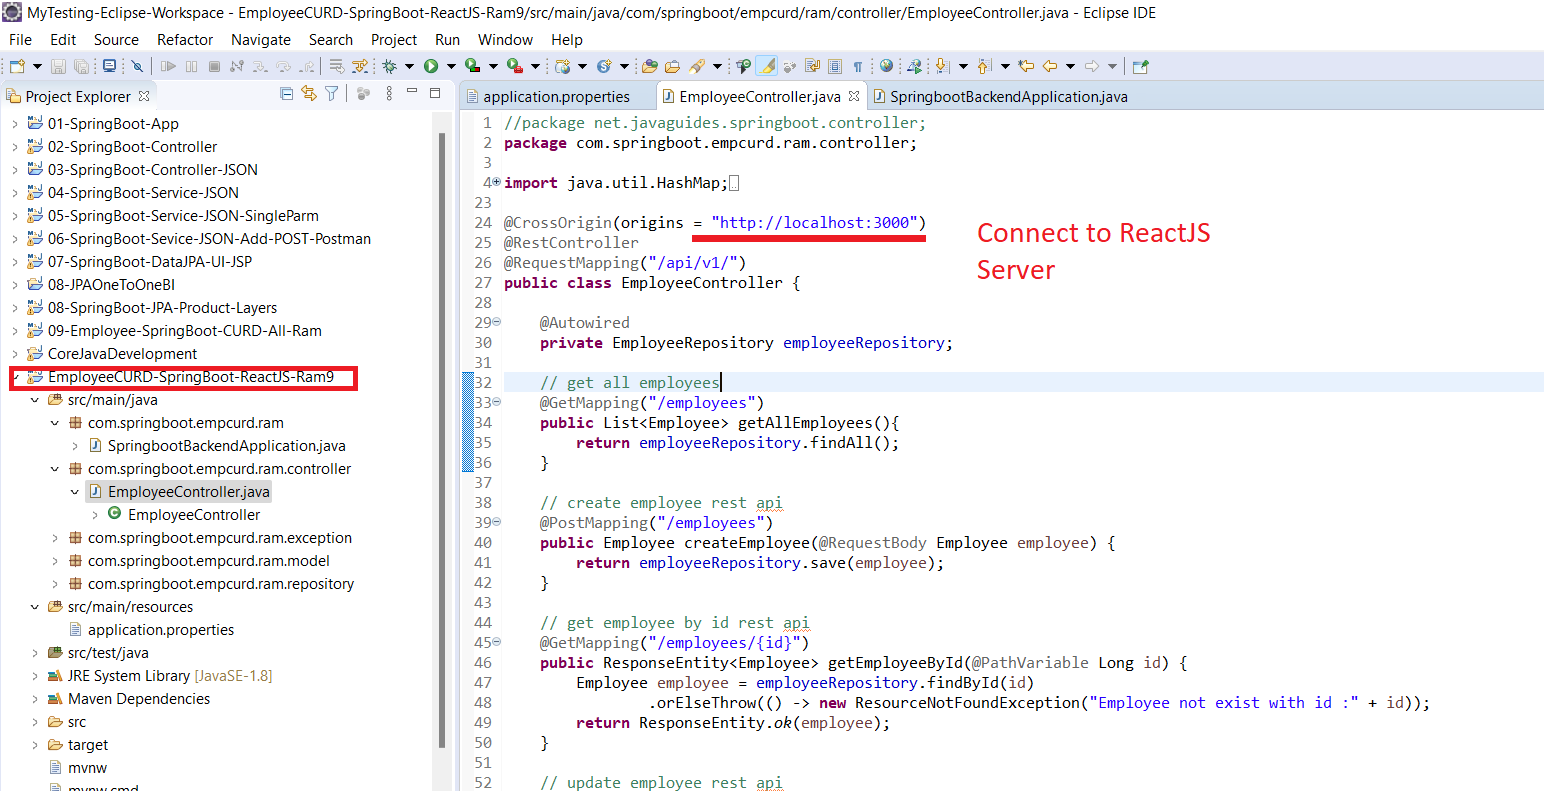 MyTesting-Eclipse-Workspace - EmployeeCURD-SpringBoot-ReactJS-Ram9/src/main/java/com/springboot/empcurd/ram/controller/EmployeeController.java - Eclipse IDE
File Edit Source Refactor Navigate Search Project Run Window Help
Project Explorer
01-SpringBoot-App
02-SpringBoot-Controller
03-SpringBoot-Controller-JSON
04-SpringBoot-Service-JSON
05-SpringBoot-Service-JSON-SingleParm
06-SpringBoot-Sevice-JSON-Add-POST-Postman
07-SpringBoot-DataJPA-UI-JSP
08-JPAOneToOneBI
08-SpringBoot-JPA-Product-Layers
09-Employee-SpringBoot-CURD-All-Ram
CoreJavaDevelopment
EmployeeCURD-SpringBoot-ReactJS-Ram9
src/main/java
com.springboot.empcurd.ram
SpringbootBackendApplication.java
com.springboot.empcurd.ram.controller
EmployeeController.java
EmployeeController
com.springboot.empcurd.ram.exception
com.springboot.empcurd.ram.model
com.springboot.empcurd.ram.repository
src/main/resources
application.properties
src/test/java
JRE System Library [JavaSE-1.8]
Maven Dependencies
src
target
mvnw
mvnw.cmd
application.properties EmployeeController.java SpringbootBackendApplication.java
1 //package net.javaguides.springboot.controller;
2 package com.springboot.empcurd.ram.controller;
3
4 import java.util.HashMap;
23
24 @CrossOrigin(origins = "http://localhost:3000")
25 @RestController
26 @RequestMapping("/api/v1/")
27 public class EmployeeController {
28
29 @Autowired
30 private EmployeeRepository employeeRepository;
31
32 // get all employees
33 @GetMapping("/employees")
34 public List<Employee> getAllEmployees(){
35 return employeeRepository.findAll();
36 }
37
38 // create employee rest api
39 @PostMapping("/employees")
40 public Employee createEmployee(@RequestBody Employee employee) {
41 return employeeRepository.save(employee);
42 }
43
44 // get employee by id rest api
45 @GetMapping("/employees/{id}")
46 public ResponseEntity<Employee> getEmployeeById(@PathVariable Long id) {
47 Employee employee = employeeRepository.findById(id)
48 .orElseThrow(() -> new ResourceNotFoundException("Employee not exist with id :" + id));
49 return ResponseEntity.ok(employee);
50 }
51
52 // update employee rest api
Connect to ReactJS
Server